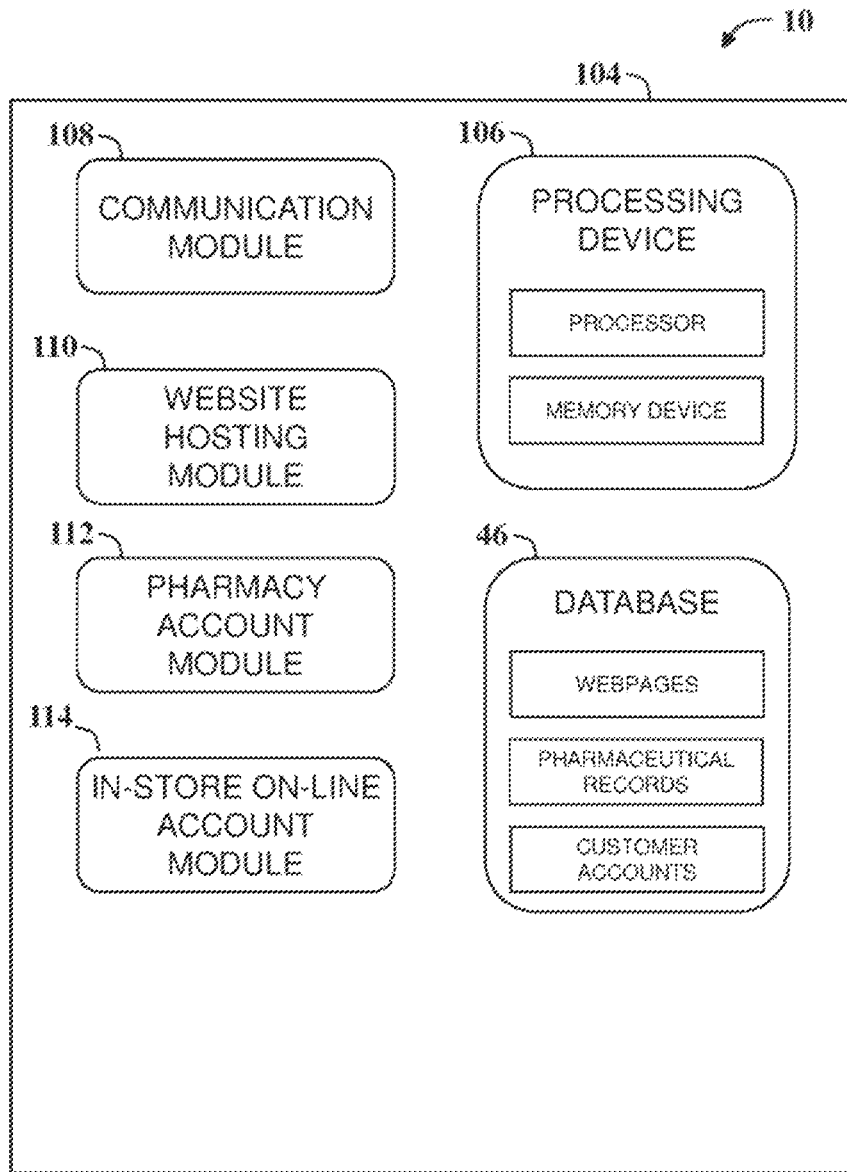 10
104
108
COMMUNICATION
MODULE
110
WEBSITE
HOSTING
MODULE
112
PHARMACY
ACCOUNT
MODULE
114
IN-STORE ON-LINE
ACCOUNT
MODULE
106
PROCESSING
DEVICE
PROCESSOR
MEMORY DEVICE
46
DATABASE
WEBPAGES
PHARMACEUTICAL
RECORDS
CUSTOMER
ACCOUNTS